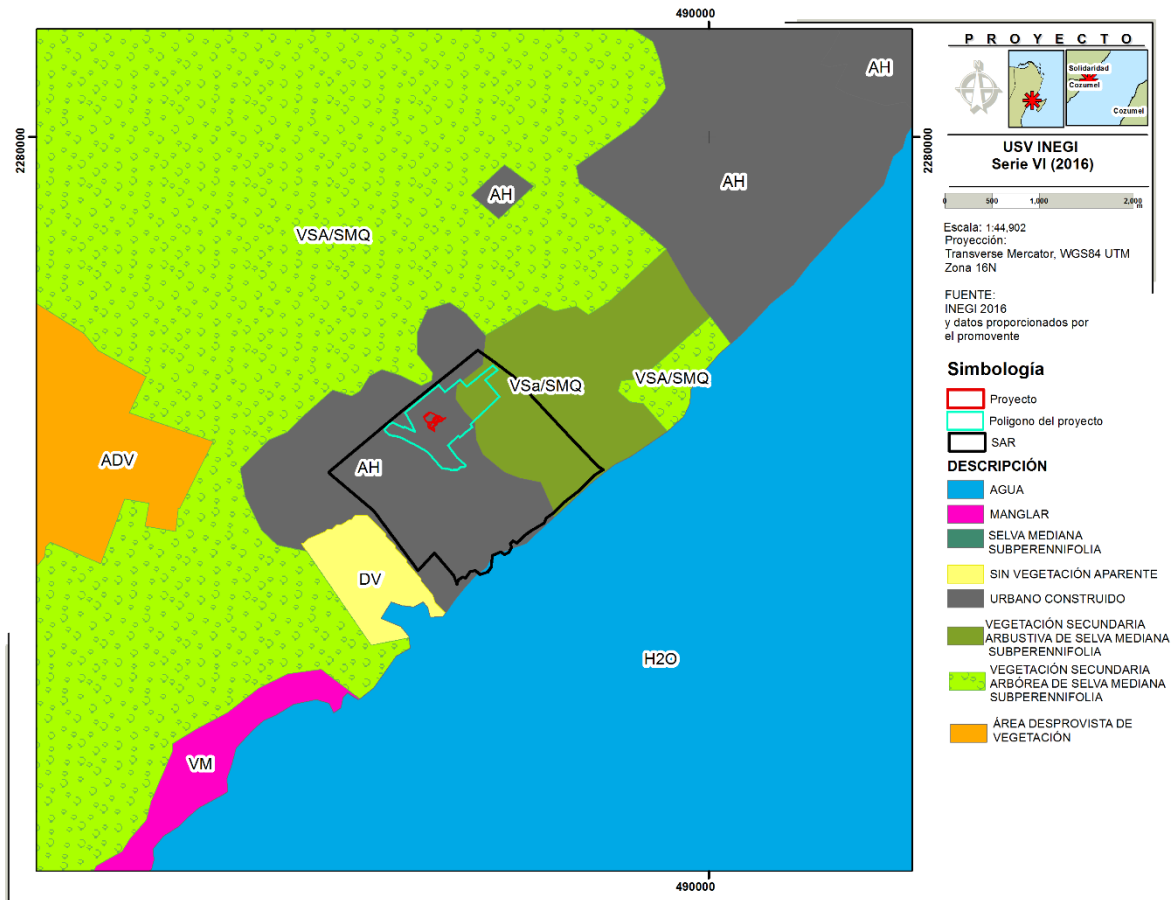 490000
2280000
2280000
490000
AH
AH
AH
VSA/SMQ
VSa/SMQ
VSA/SMQ
ADV
AH
DV
H2O
VM
P R O Y E C T O
Solidaridad
Cozumel
Cozumel
USV INEGI
Serie VI (2016)
0 500 1,000 2,000
m
Escala: 1:44,902
Proyección:
Transverse Mercator, WGS84 UTM
Zona 16N
FUENTE:
INEGI 2016
y datos proporcionados por
el promovente
Simbología
Proyecto
Poligono del proyecto
SAR
DESCRIPCIÓN
AGUA
MANGLAR
SELVA MEDIANA
SUBPERENNIFOLIA
SIN VEGETACIÓN APARENTE
URBANO CONSTRUIDO
VEGETACIÓN SECUNDARIA
ARBUSTIVA DE SELVA MEDIANA
SUBPERENNIFOLIA
VEGETACIÓN SECUNDARIA
ARBÓREA DE SELVA MEDIANA
SUBPERENNIFOLIA
ÁREA DESPROVISTA DE
VEGETACIÓN